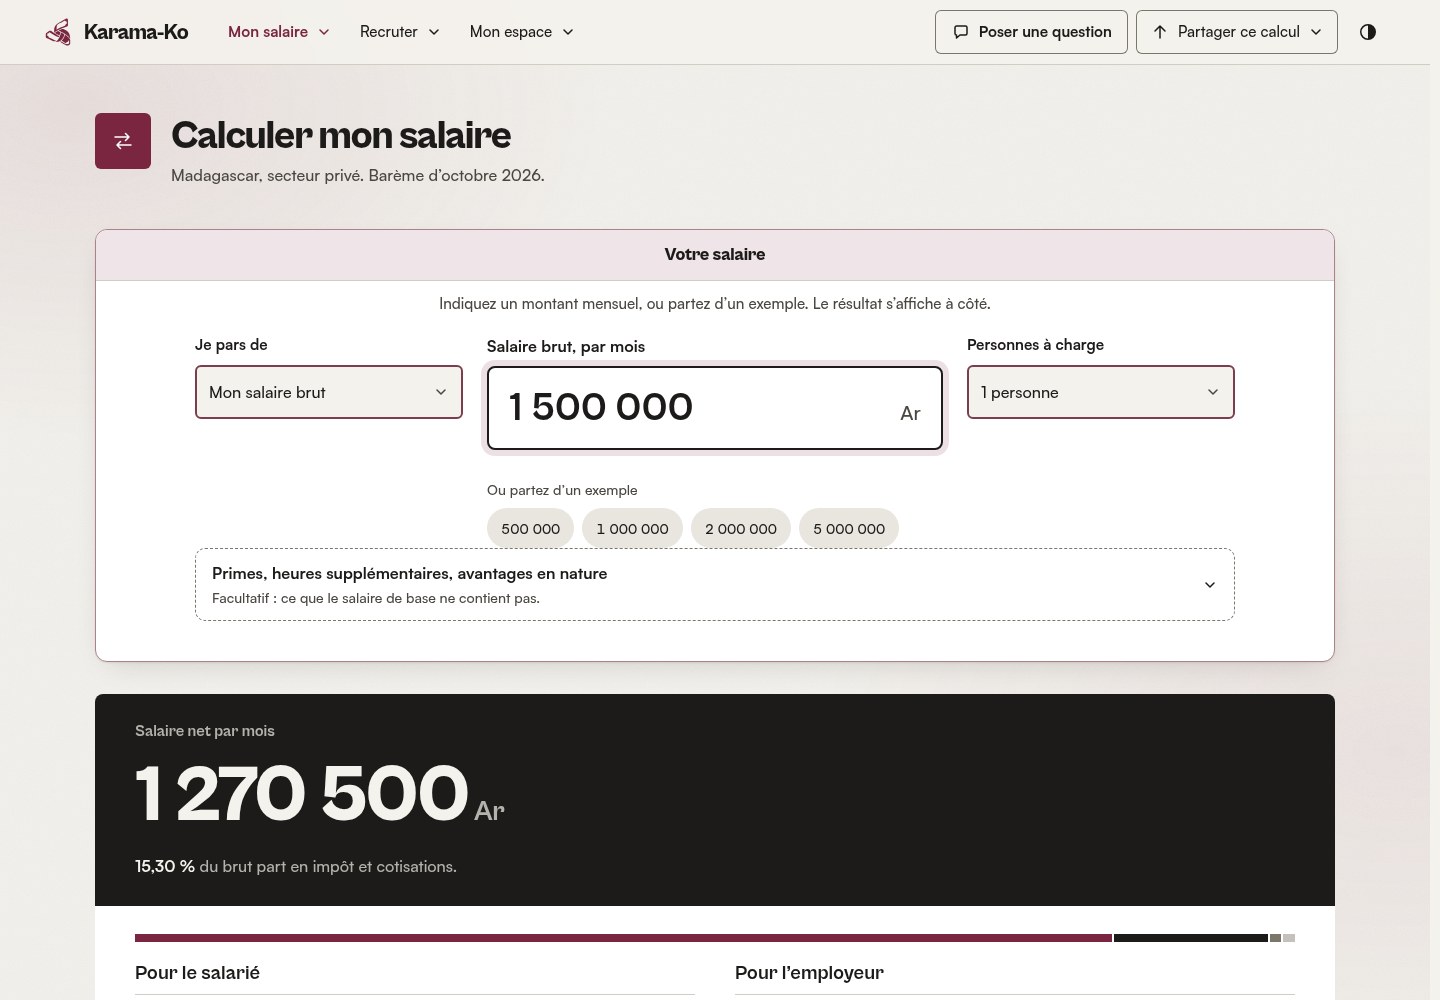 Karama-Ko
Mon salaire
Recruter
Mon espace
Poser une question
Partager ce calcul
Calculer mon salaire
Madagascar, secteur privé. Barème d’octobre 2026.
Votre salaire
Indiquez un montant mensuel, ou partez d’un exemple. Le résultat s’affiche à côté.
Je pars de
Mon salaire brut
Salaire brut, par mois
1 500 000 Ar
Personnes à charge
1 personne
Ou partez d’un exemple
500 000
1 000 000
2 000 000
5 000 000
Primes, heures supplémentaires, avantages en nature
Facultatif : ce que le salaire de base ne contient pas.
Salaire net par mois
1 270 500 Ar
15,30 % du brut part en impôt et cotisations.
Pour le salarié
Pour l’employeur